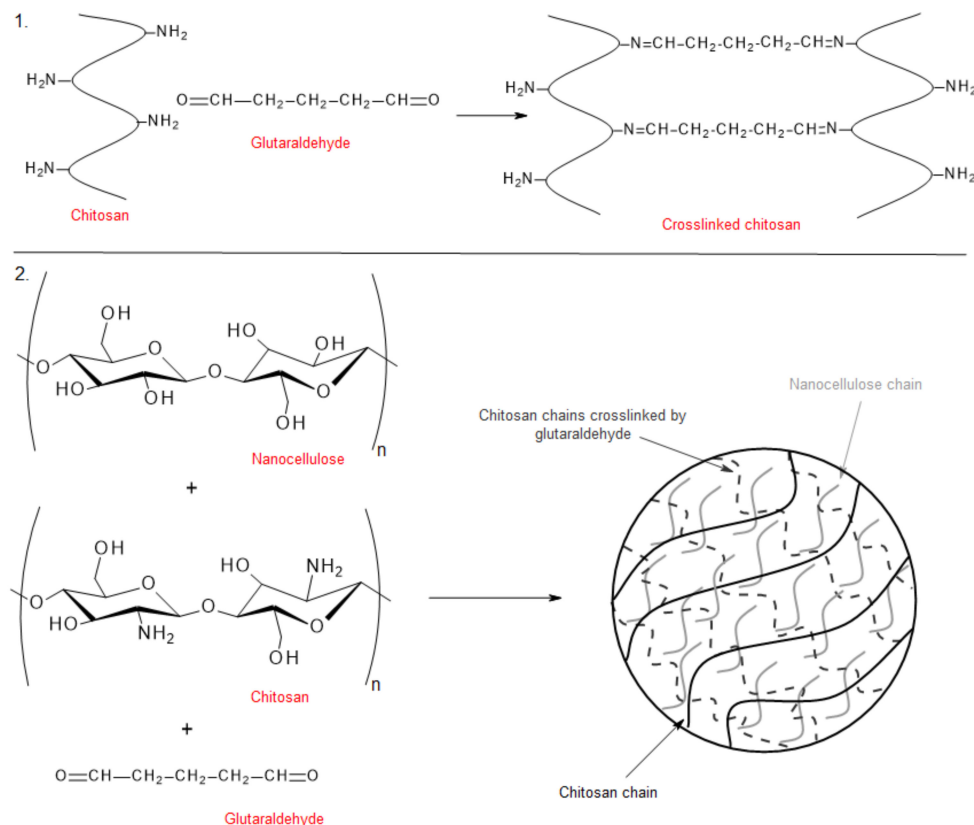 1.
NH₂
H₂N
NH₂
H₂N
Chitosan
O=CH—CH₂—CH₂—CH₂—CH=O
Glutaraldehyde
N=CH—CH₂—CH₂—CH₂—CH=N
H₂N
NH₂
N=CH—CH₂—CH₂—CH₂—CH=N
H₂N
NH₂
Crosslinked chitosan
2.
OH
O
O
HO
OH
O
HO
HO
O
OH
n
Nanocellulose
+
OH
O
O
HO
NH₂
O
HO
NH₂
O
OH
n
Chitosan
+
O=CH—CH₂—CH₂—CH₂—CH=O
Glutaraldehyde
Nanocellulose chain
Chitosan chains crosslinked by
glutaraldehyde
Chitosan chain